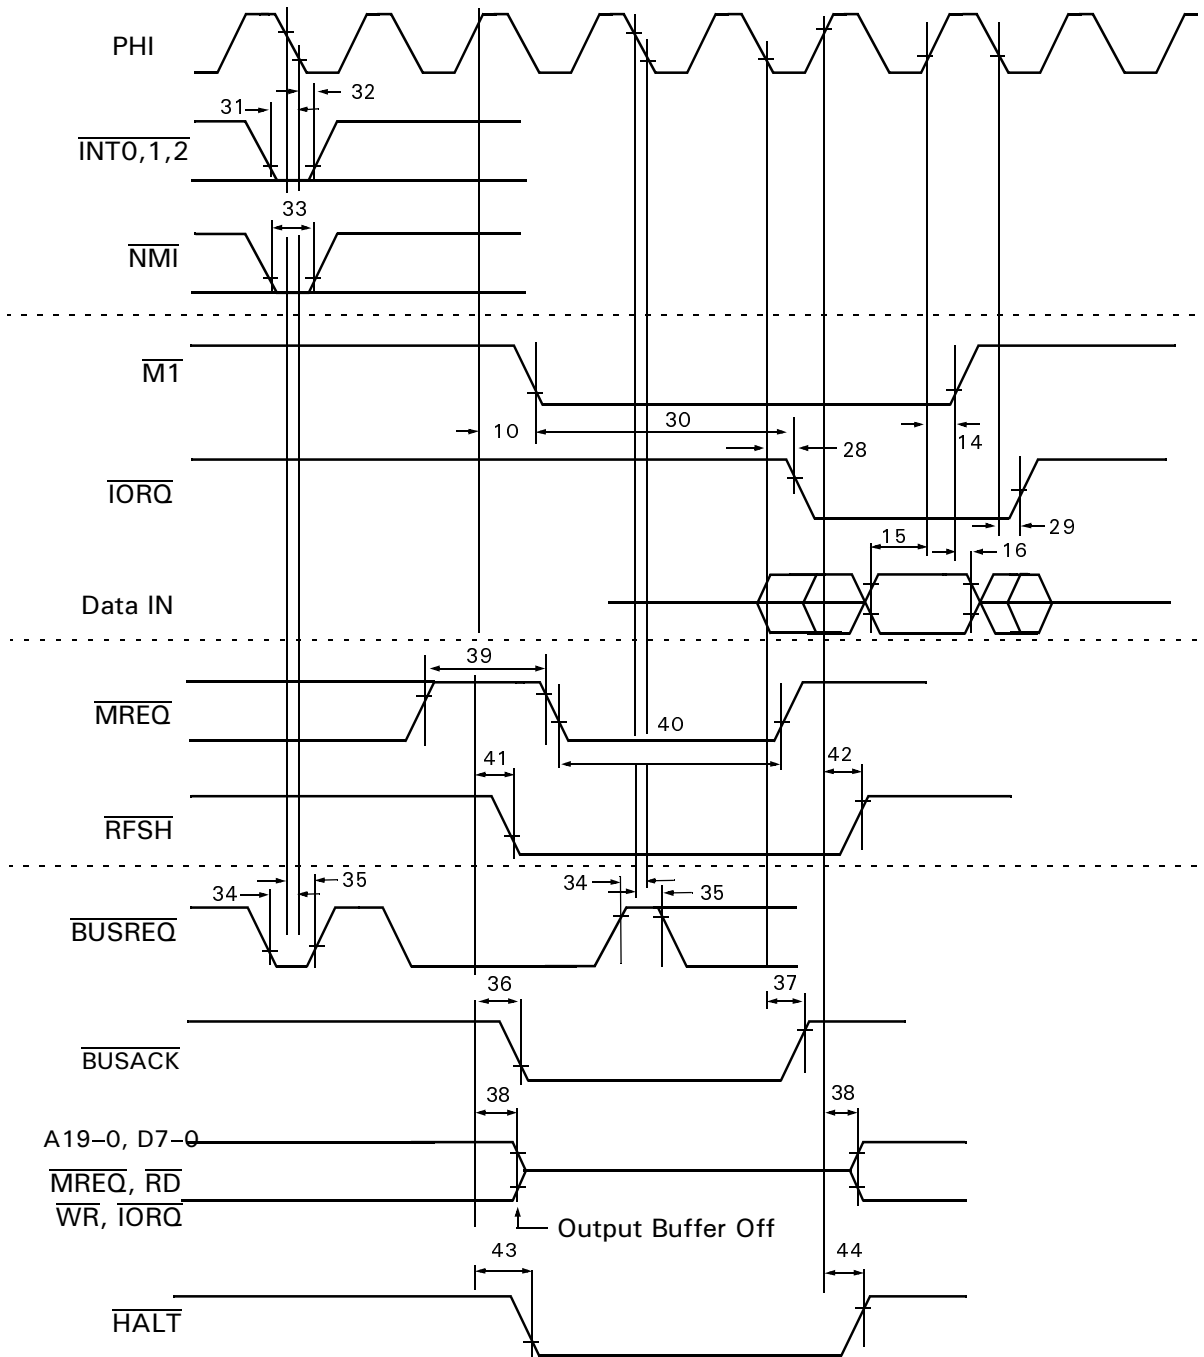 PHI
32
31
INT0,1,2
33
NMI
M1
10
30
28
14
IORQ
29
15
16
Data IN
39
MREQ
40
41
42
RFSH
34
35
34
35
BUSREQ
36
37
BUSACK
38
38
A19–0, D7–0
MREQ, RD
WR, IORQ
Output Buffer Off
43
44
HALT